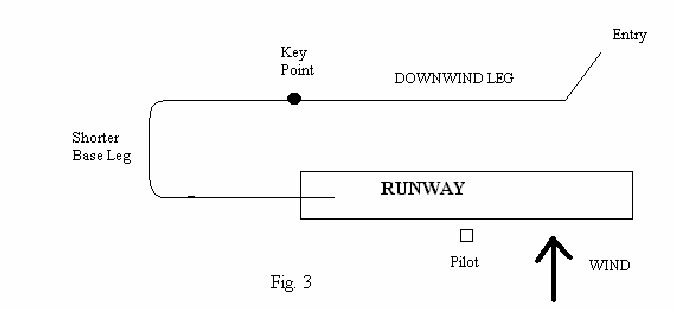 Entry
Key
Point
DOWNWIND LEG
Shorter
Base Leg
RUNWAY
Pilot
WIND
Fig. 3